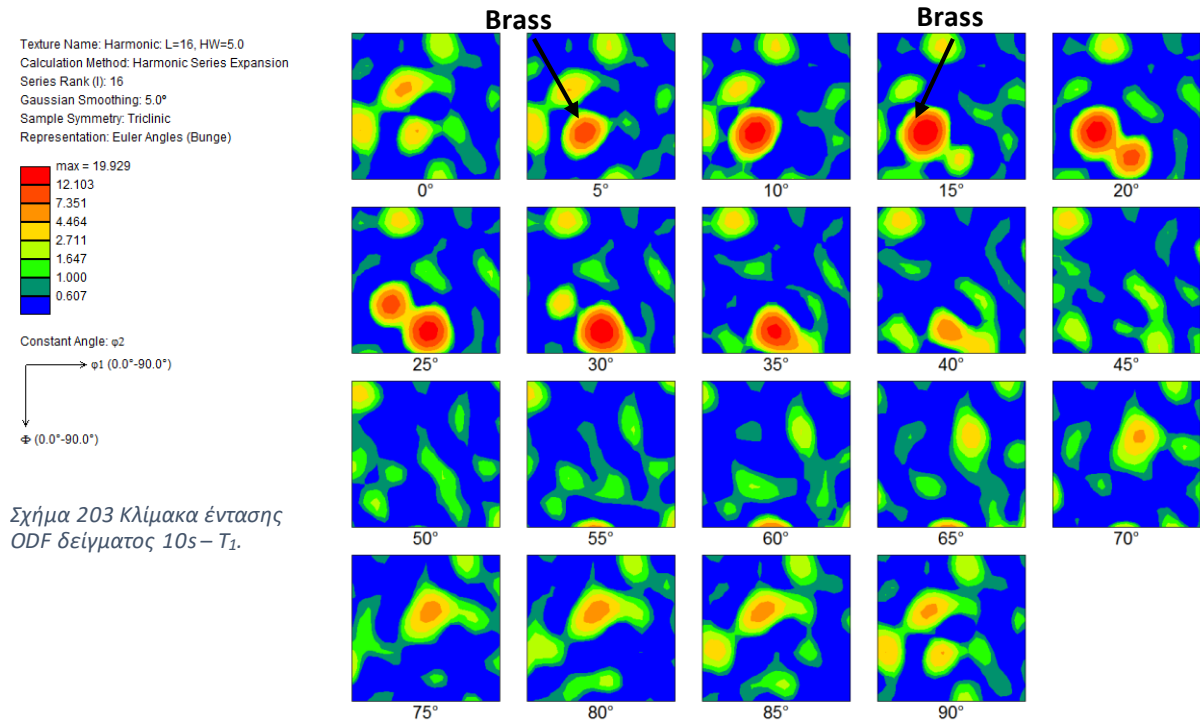 Brass
Brass
Texture Name: Harmonic: L=16, HW=5.0
Calculation Method: Harmonic Series Expansion
Series Rank (l): 16
Gaussian Smoothing: 5.0°
Sample Symmetry: Triclinic
Representation: Euler Angles (Bunge)
max = 19.929
12.103
7.351
4.464
2.711
1.647
1.000
0.607
Constant Angle: φ2
φ1 (0.0°-90.0°)
Φ (0.0°-90.0°)
Σχήμα 203 Κλίμακα έντασης
ODF δείγματος 10s – T1.
0°
5°
10°
15°
20°
25°
30°
35°
40°
45°
50°
55°
60°
65°
70°
75°
80°
85°
90°